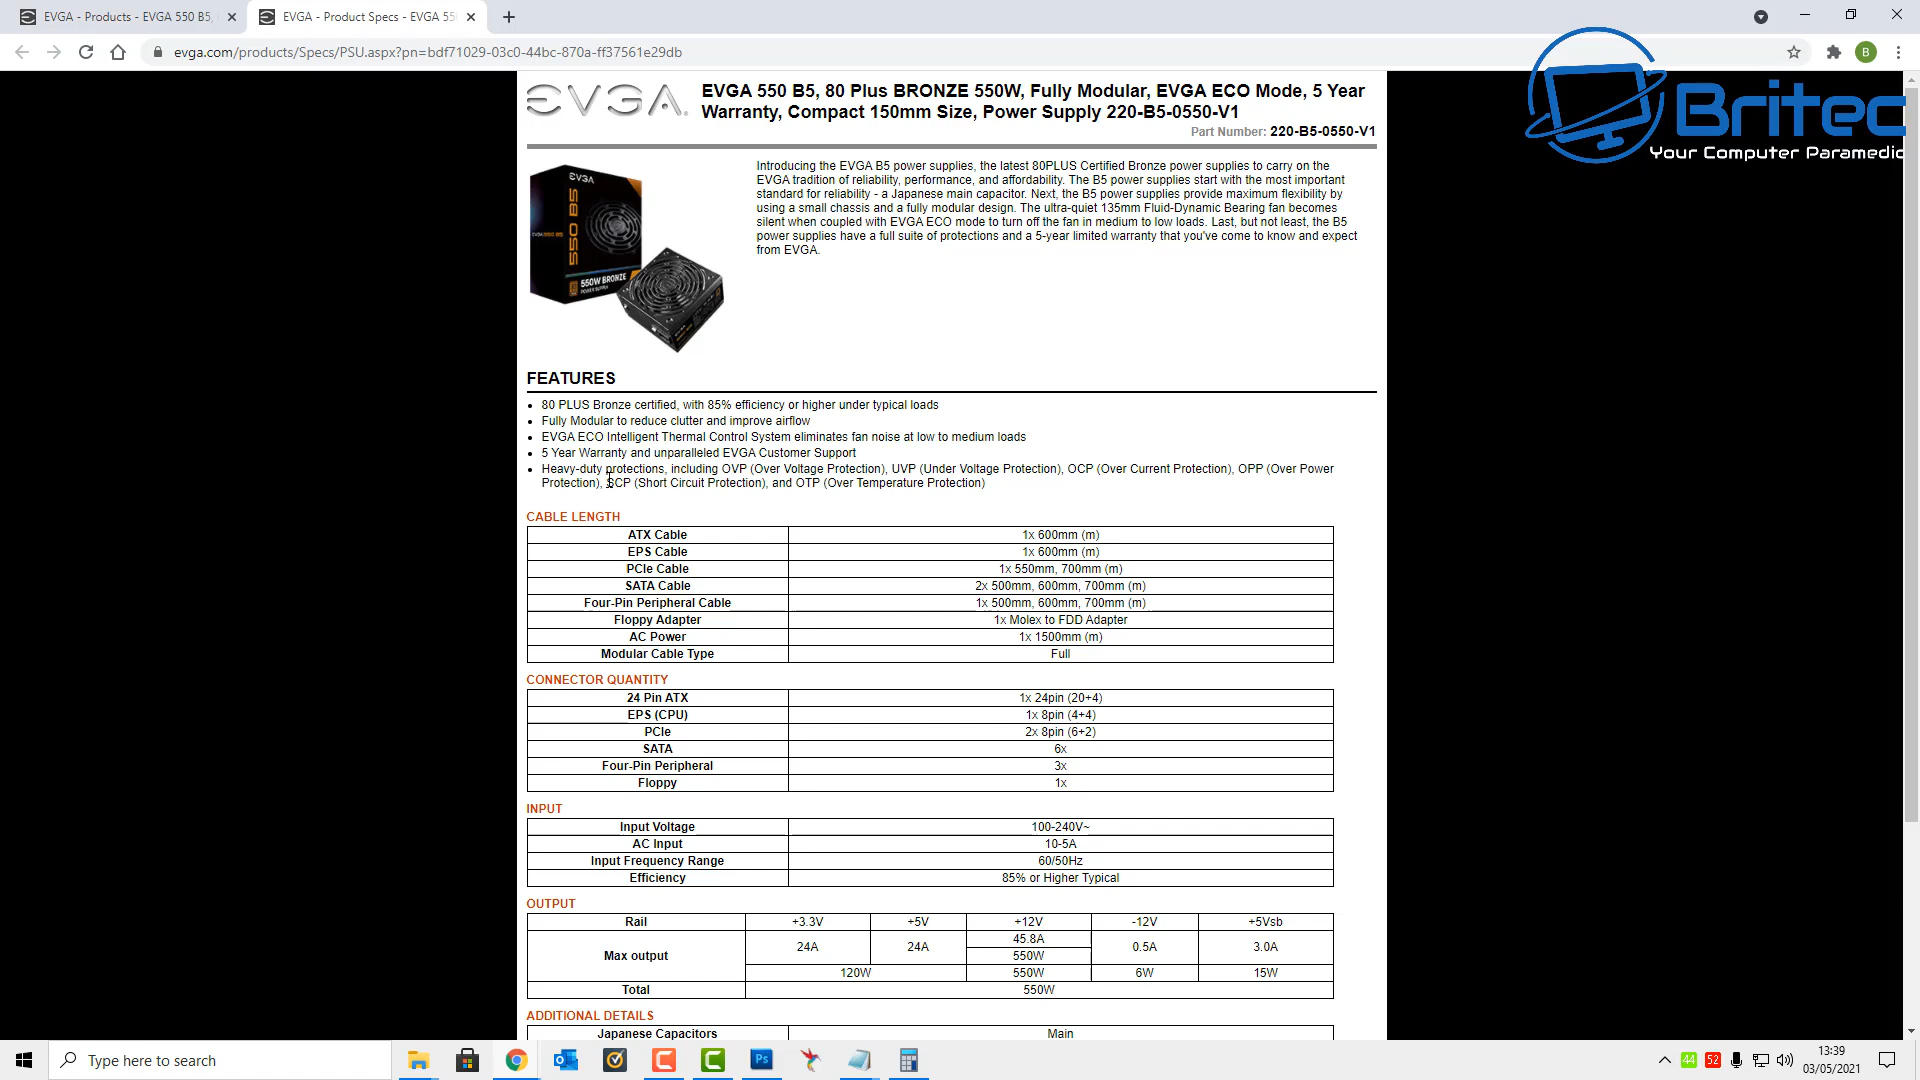 EVGA - Products - EVGA 550 B5,
EVGA - Product Specs - EVGA 55
evga.com/products/Specs/PSU.aspx?pn=bdf71029-03c0-44bc-870a-ff37561e29db
B
Britec
Your Computer Paramedic
EVGA.
EVGA 550 B5, 80 Plus BRONZE 550W, Fully Modular, EVGA ECO Mode, 5 Year
Warranty, Compact 150mm Size, Power Supply 220-B5-0550-V1
Part Number: 220-B5-0550-V1
EVGA
550 B5
550W BRONZE
POWER SUPPLY
Introducing the EVGA B5 power supplies, the latest 80PLUS Certified Bronze power supplies to carry on the
EVGA tradition of reliability, performance, and affordability. The B5 power supplies start with the most important
standard for reliability - a Japanese main capacitor. Next, the B5 power supplies provide maximum flexibility by
using a small chassis and a fully modular design. The ultra-quiet 135mm Fluid-Dynamic Bearing fan becomes
silent when coupled with EVGA ECO mode to turn off the fan in medium to low loads. Last, but not least, the B5
power supplies have a full suite of protections and a 5-year limited warranty that you've come to know and expect
from EVGA.
FEATURES
80 PLUS Bronze certified, with 85% efficiency or higher under typical loads
Fully Modular to reduce clutter and improve airflow
EVGA ECO Intelligent Thermal Control System eliminates fan noise at low to medium loads
5 Year Warranty and unparalleled EVGA Customer Support
Heavy-duty protections, including OVP (Over Voltage Protection), UVP (Under Voltage Protection), OCP (Over Current Protection), OPP (Over Power
Protection), SCP (Short Circuit Protection), and OTP (Over Temperature Protection)
CABLE LENGTH
ATX Cable 1x 600mm (m)
EPS Cable 1x 600mm (m)
PCIe Cable 1x 550mm, 700mm (m)
SATA Cable 2x 500mm, 600mm, 700mm (m)
Four-Pin Peripheral Cable 1x 500mm, 600mm, 700mm (m)
Floppy Adapter 1x Molex to FDD Adapter
AC Power 1x 1500mm (m)
Modular Cable Type Full
CONNECTOR QUANTITY
24 Pin ATX 1x 24pin (20+4)
EPS (CPU) 1x 8pin (4+4)
PCIe 2x 8pin (6+2)
SATA 6x
Four-Pin Peripheral 3x
Floppy 1x
INPUT
Input Voltage 100-240V~
AC Input 10-5A
Input Frequency Range 60/50Hz
Efficiency 85% or Higher Typical
OUTPUT
Rail +3.3V +5V +12V -12V +5Vsb
Max output 24A 24A 45.8A 0.5A 3.0A
550W
120W 550W 6W 15W
Total 550W
ADDITIONAL DETAILS
Japanese Capacitors Main
Type here to search
Ps
44
52
13:39
03/05/2021